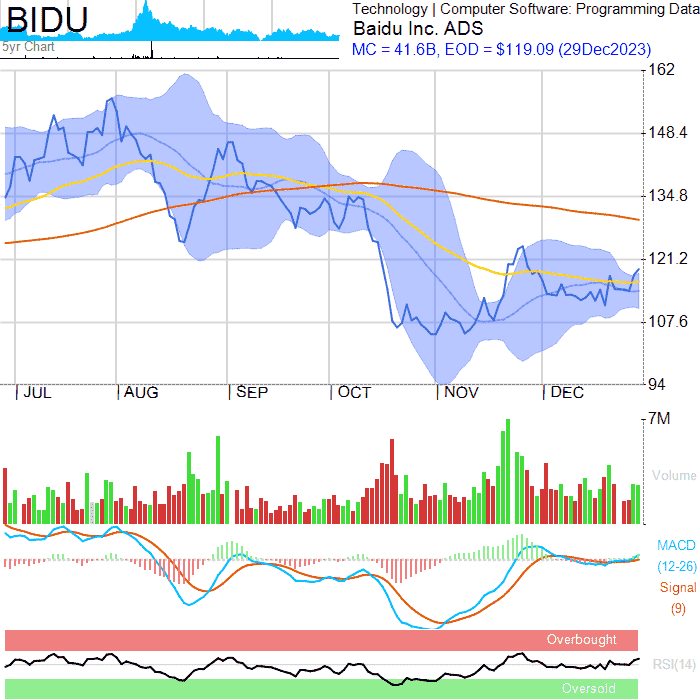 BIDU
5yr Chart
Technology | Computer Software: Programming Data
Baidu Inc. ADS
MC = 41.6B, EOD = $119.09 (29Dec2023)
162
148.4
134.8
121.2
107.6
94
JUL AUG SEP OCT NOV DEC
7M
Volume
MACD
(12-26)
Signal
(9)
Overbought
RSI(14)
Oversold